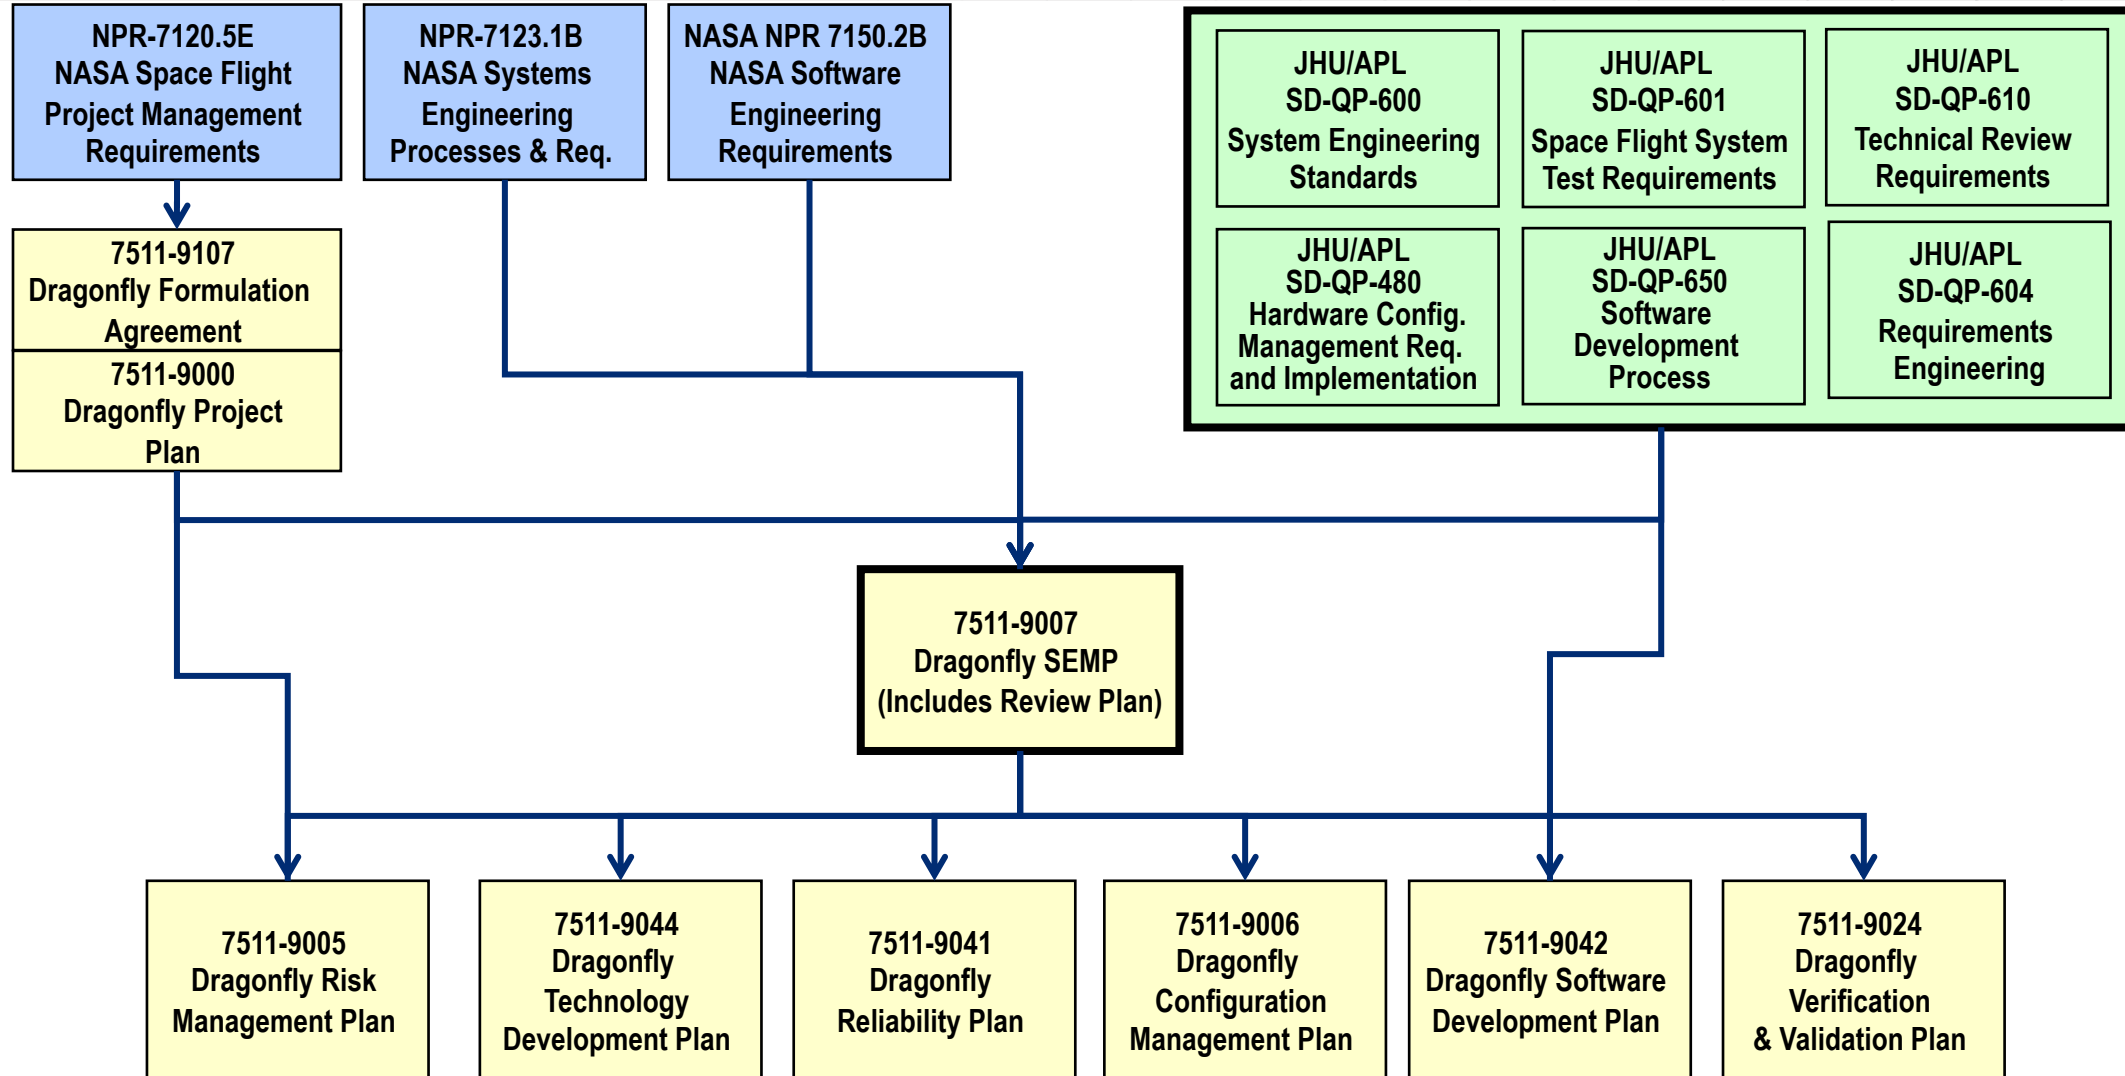 NPR-7120.5E
NASA Space Flight
Project Management
Requirements
NPR-7123.1B
NASA Systems
Engineering
Processes & Req.
NASA NPR 7150.2B
NASA Software
Engineering
Requirements
JHU/APL
SD-QP-600
System Engineering
Standards
JHU/APL
SD-QP-601
Space Flight System
Test Requirements
JHU/APL
SD-QP-610
Technical Review
Requirements
JHU/APL
SD-QP-480
Hardware Config.
Management Req.
and Implementation
JHU/APL
SD-QP-650
Software
Development
Process
JHU/APL
SD-QP-604
Requirements
Engineering
7511-9107
Dragonfly Formulation
Agreement
7511-9000
Dragonfly Project
Plan
7511-9007
Dragonfly SEMP
(Includes Review Plan)
7511-9005
Dragonfly Risk
Management Plan
7511-9044
Dragonfly
Technology
Development Plan
7511-9041
Dragonfly
Reliability Plan
7511-9006
Dragonfly
Configuration
Management Plan
7511-9042
Dragonfly Software
Development Plan
7511-9024
Dragonfly
Verification
& Validation Plan